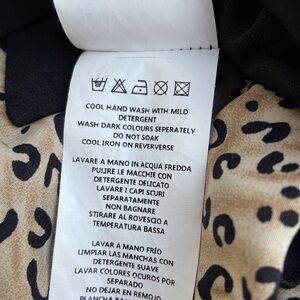 COOL HAND WASH WITH MILD
DETERGENT
WASH DARK COLOURS SEPERATELY
DO NOT SOAK
COOL IRON ON REVERVERSE
LAVARE A MANO IN ACQUA FREDDA
PULIRE LE MACCHIE CON
DETERGENTE DELICATO
LAVARE I CAPI SCURI
SEPARATAMENTE
NON BAGNARE
STIRARE AL ROVESCIO A
TEMPERATURA BASSA
LAVAR A MANO FRÍO
LIMPIAR LAS MANCHAS CON
DETERGENTE SUAVE
LAVAR COLORES OCUROS POR
SEPARADO
NO DEJAR EN REMOJO
PLANCHA